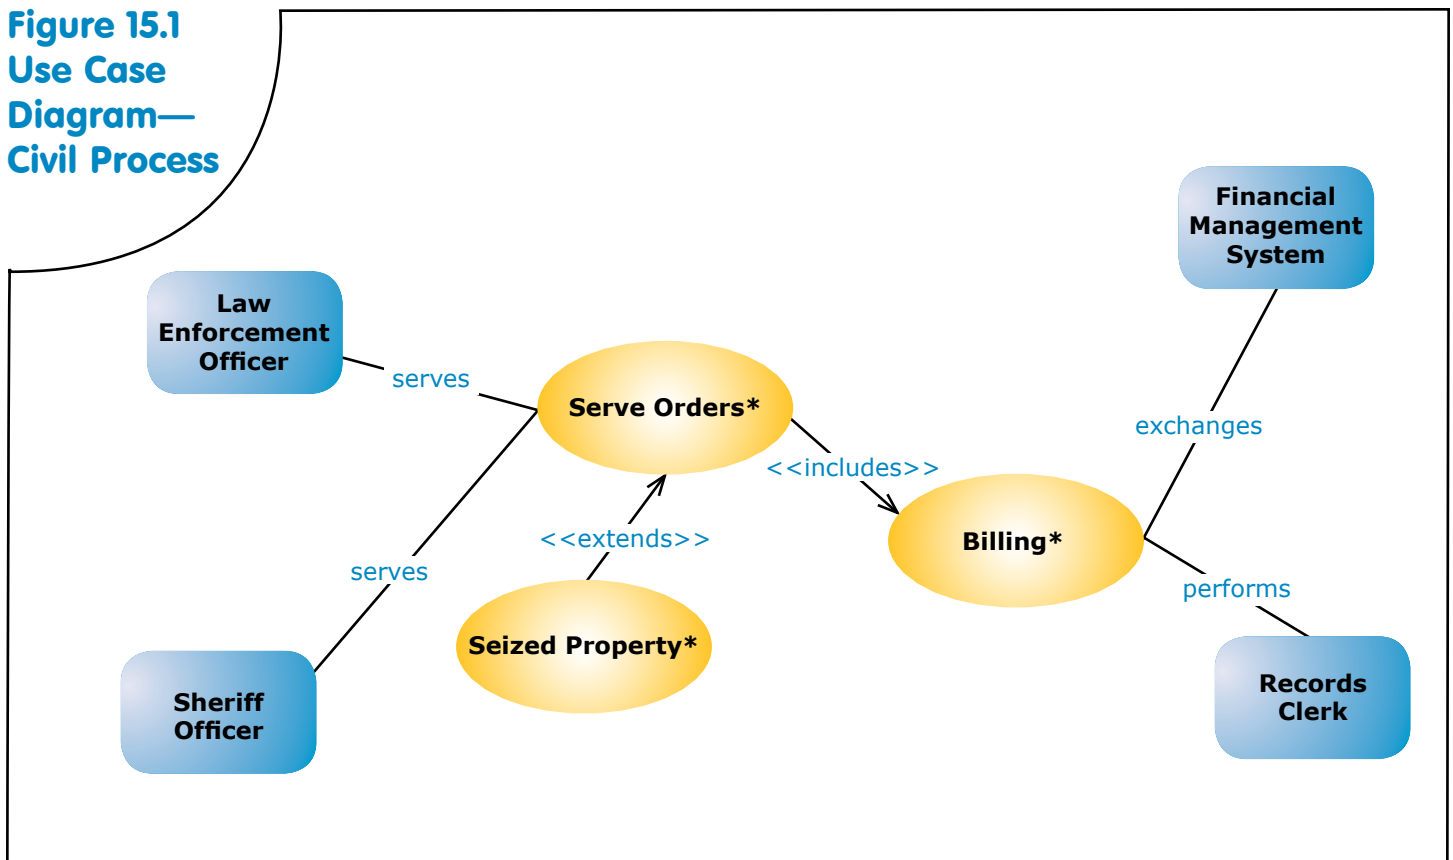 Figure 15.1
Use Case
Diagram—
Civil Process
Financial
Management
System
Law
Enforcement
Officer
serves
Serve Orders*
exchanges
<<includes>>
<<extends>>
Billing*
serves
performs
Seized Property*
Sheriff
Officer
Records
Clerk